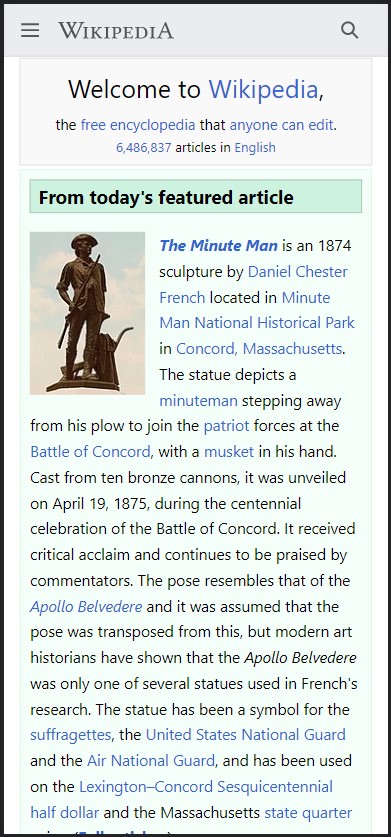 WIKIPEDIA
Welcome to Wikipedia,
the free encyclopedia that anyone can edit.
6,486,837 articles in English
From today's featured article
The Minute Man is an 1874
sculpture by Daniel Chester
French located in Minute
Man National Historical Park
in Concord, Massachusetts.
The statue depicts a
minuteman stepping away
from his plow to join the patriot forces at the
Battle of Concord, with a musket in his hand.
Cast from ten bronze cannons, it was unveiled
on April 19, 1875, during the centennial
celebration of the Battle of Concord. It received
critical acclaim and continues to be praised by
commentators. The pose resembles that of the
Apollo Belvedere and it was assumed that the
pose was transposed from this, but modern art
historians have shown that the Apollo Belvedere
was only one of several statues used in French's
research. The statue has been a symbol for the
suffragettes, the United States National Guard
and the Air National Guard, and has been used
on the Lexington–Concord Sesquicentennial
half dollar and the Massachusetts state quarter